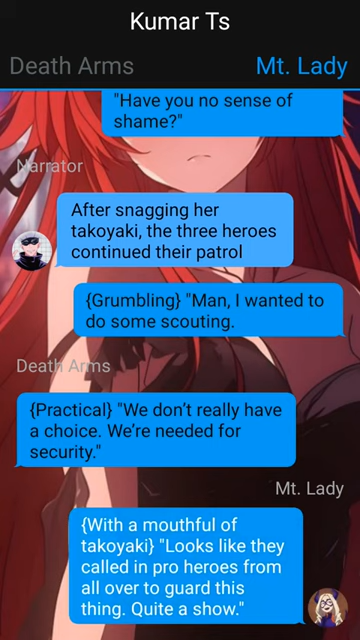 Kumar Ts
Death Arms
Mt. Lady
"Have you no sense of
shame?"
Narrator
After snagging her
takoyaki, the three heroes
continued their patrol
{Grumbling} "Man, I wanted to
do some scouting.
Death Arms
{Practical} "We don't really have
a choice. We're needed for
security."
Mt. Lady
{With a mouthful of
takoyaki} "Looks like they
called in pro heroes from
all over to guard this
thing. Quite a show."